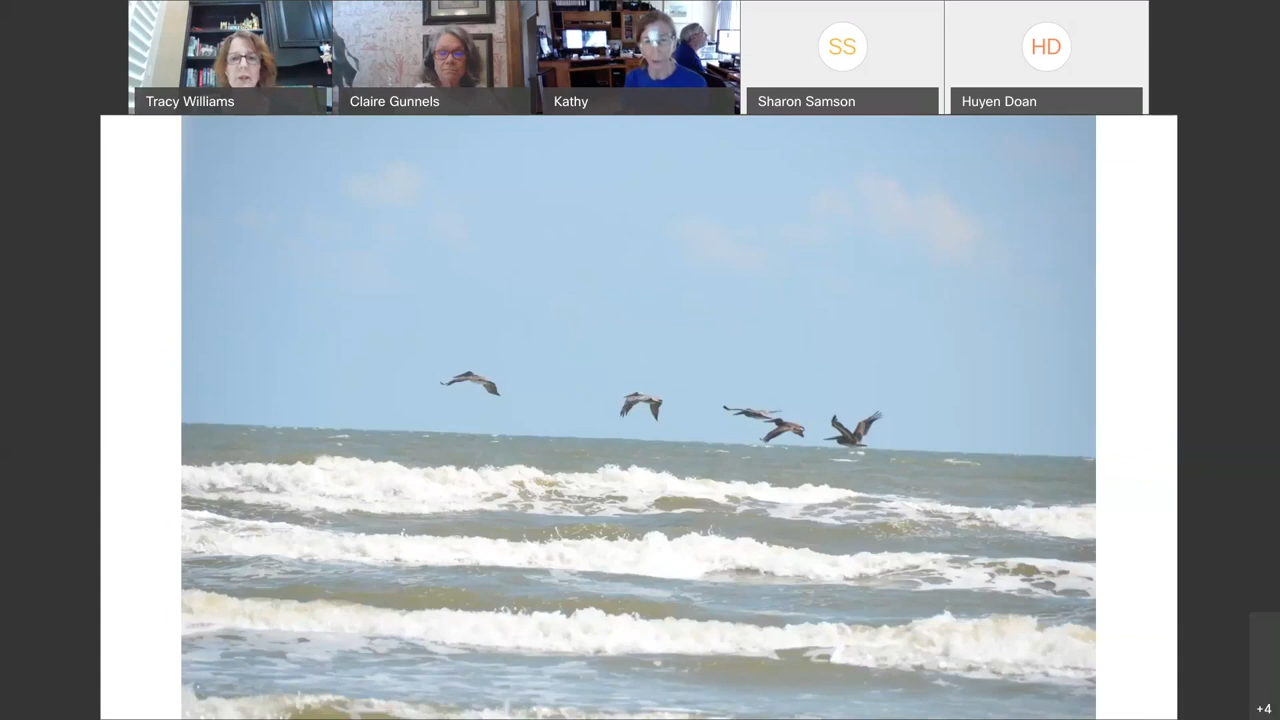 Tracy Williams
Claire Gunnels
Kathy
SS
Sharon Samson
HD
Huyen Doan
+4